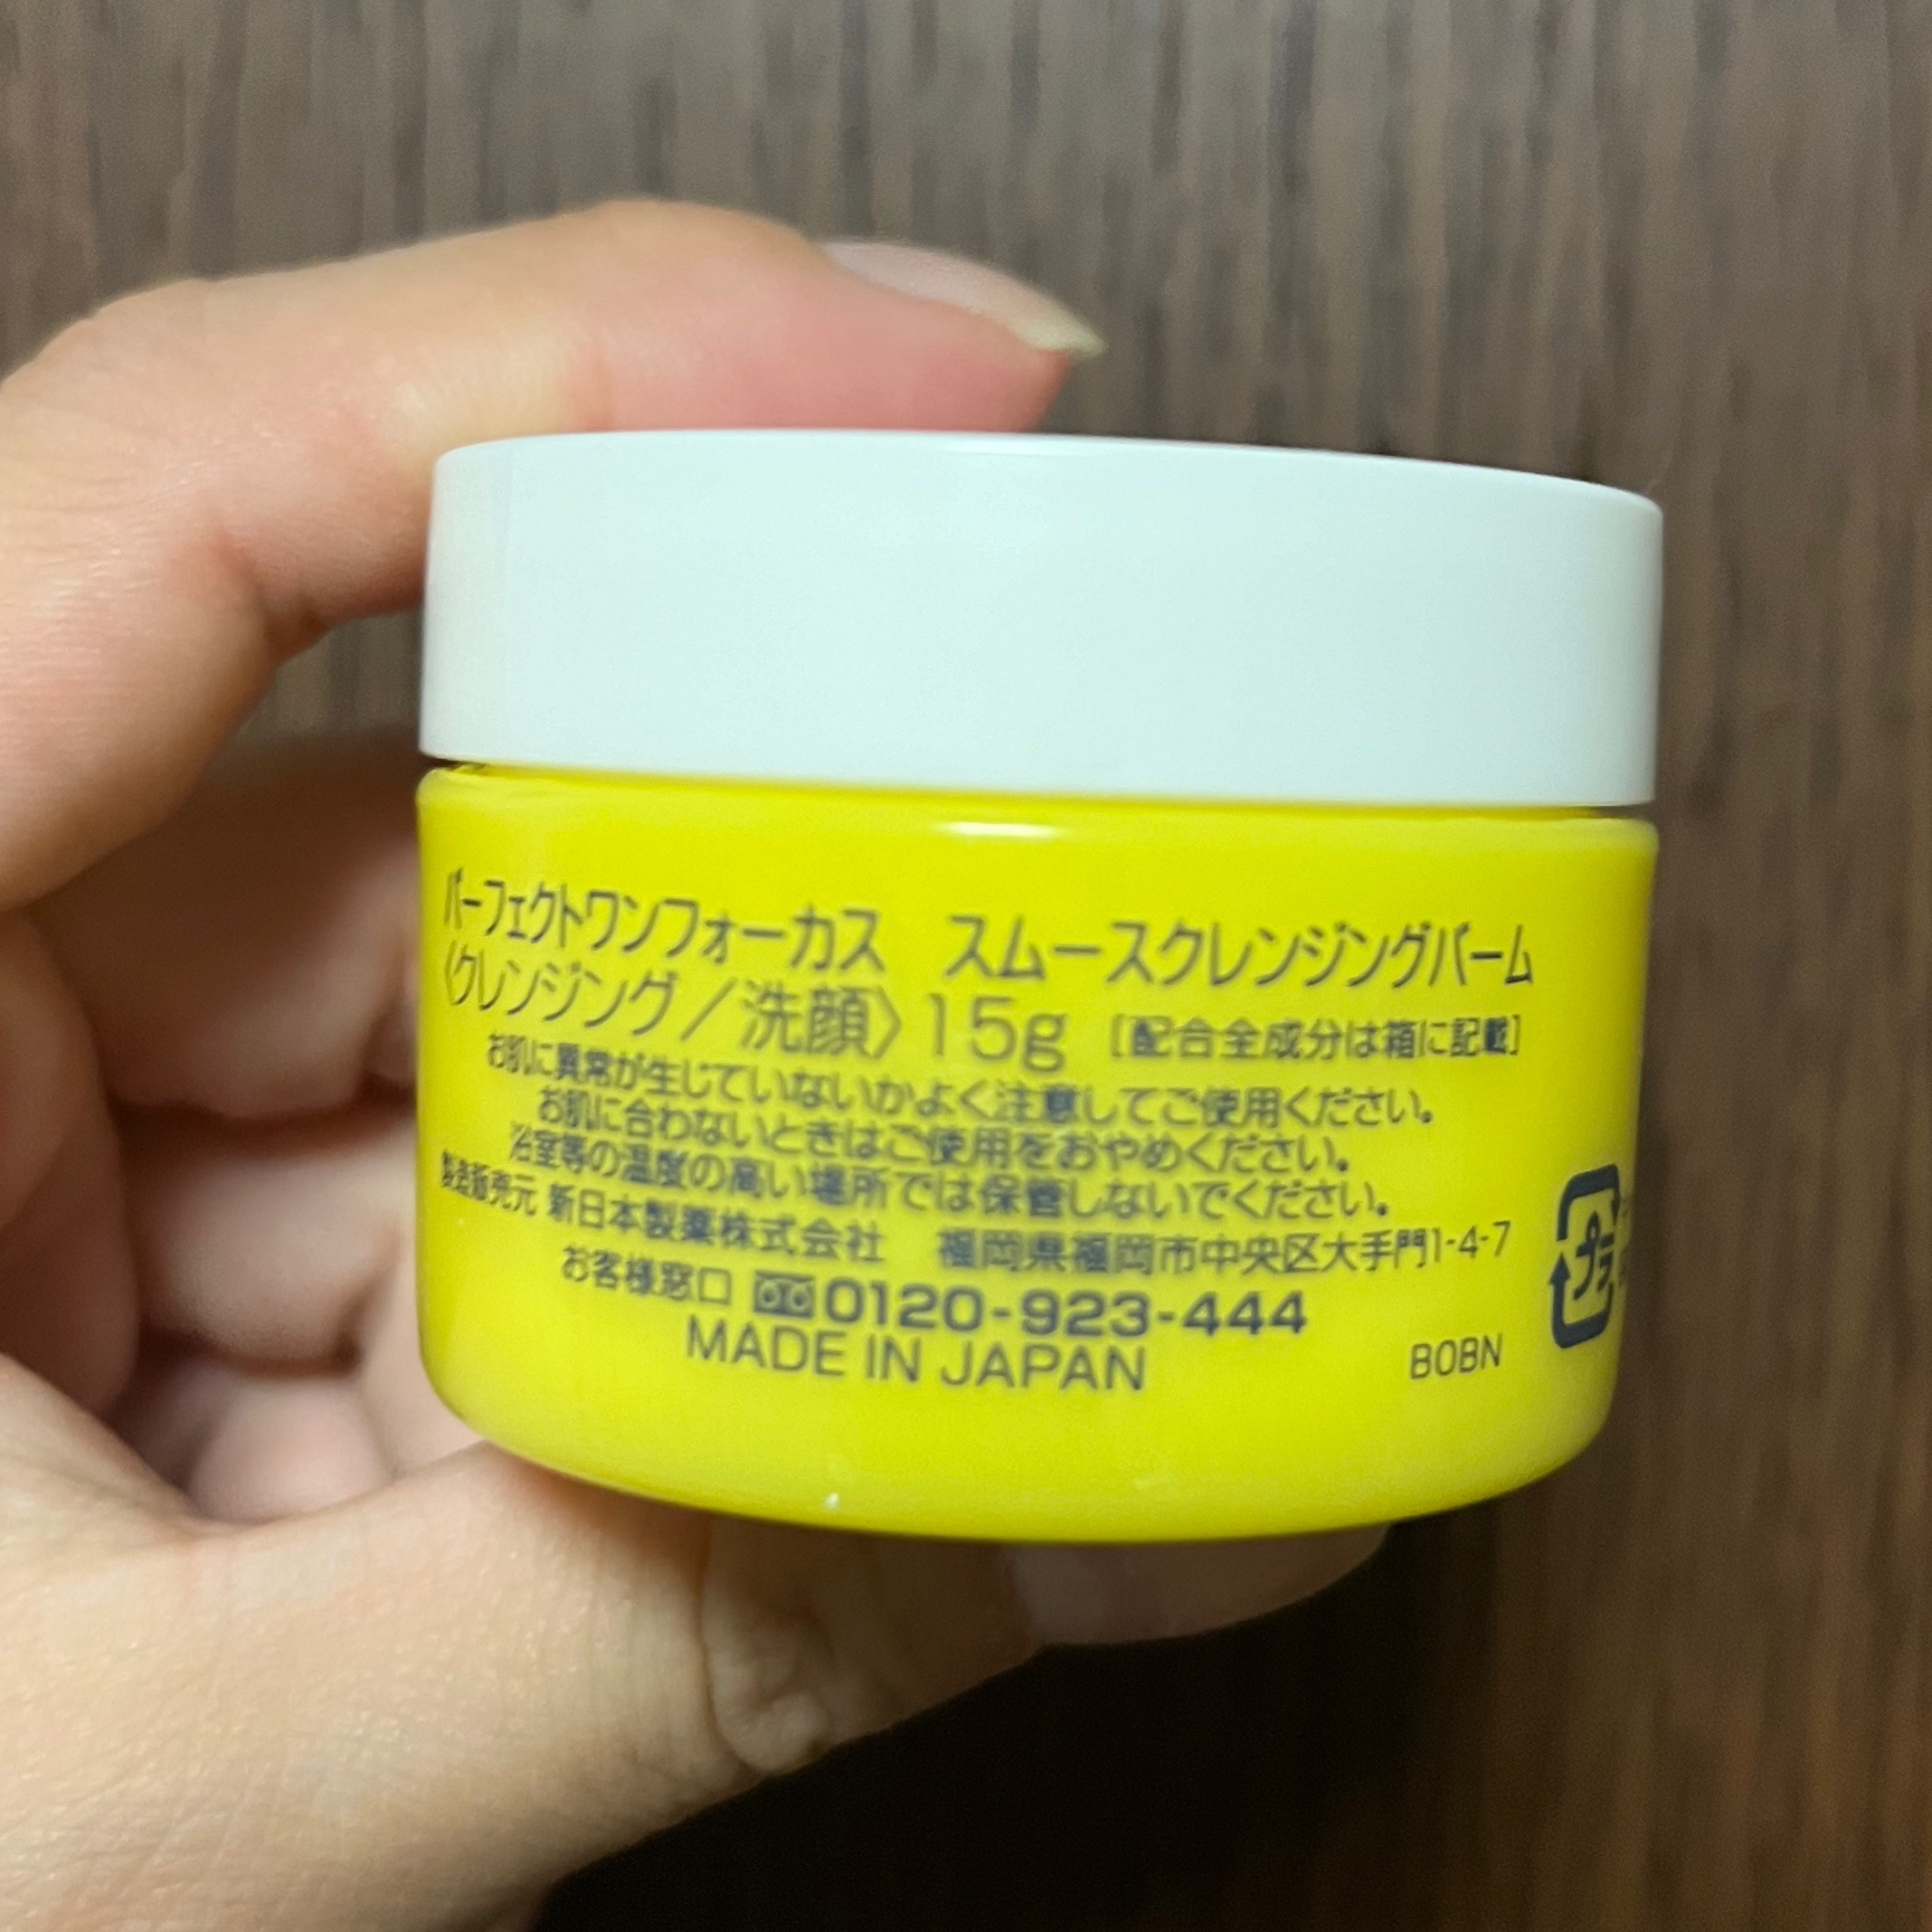 パーフェクトワンフォーカス　スムースクレンジングバーム
〈クレンジング／洗顔〉15g [配合全成分は箱に記載]
お肌に異常が生じていないかよく注意してご使用ください。
お肌に合わないときはご使用をおやめください。
浴室等の温度の高い場所では保管しないでください。
製造販売元 新日本製薬株式会社　福岡県福岡市中央区大手門1-4-7
お客様窓口 0120-923-444
MADE IN JAPAN
BOBN
プラ